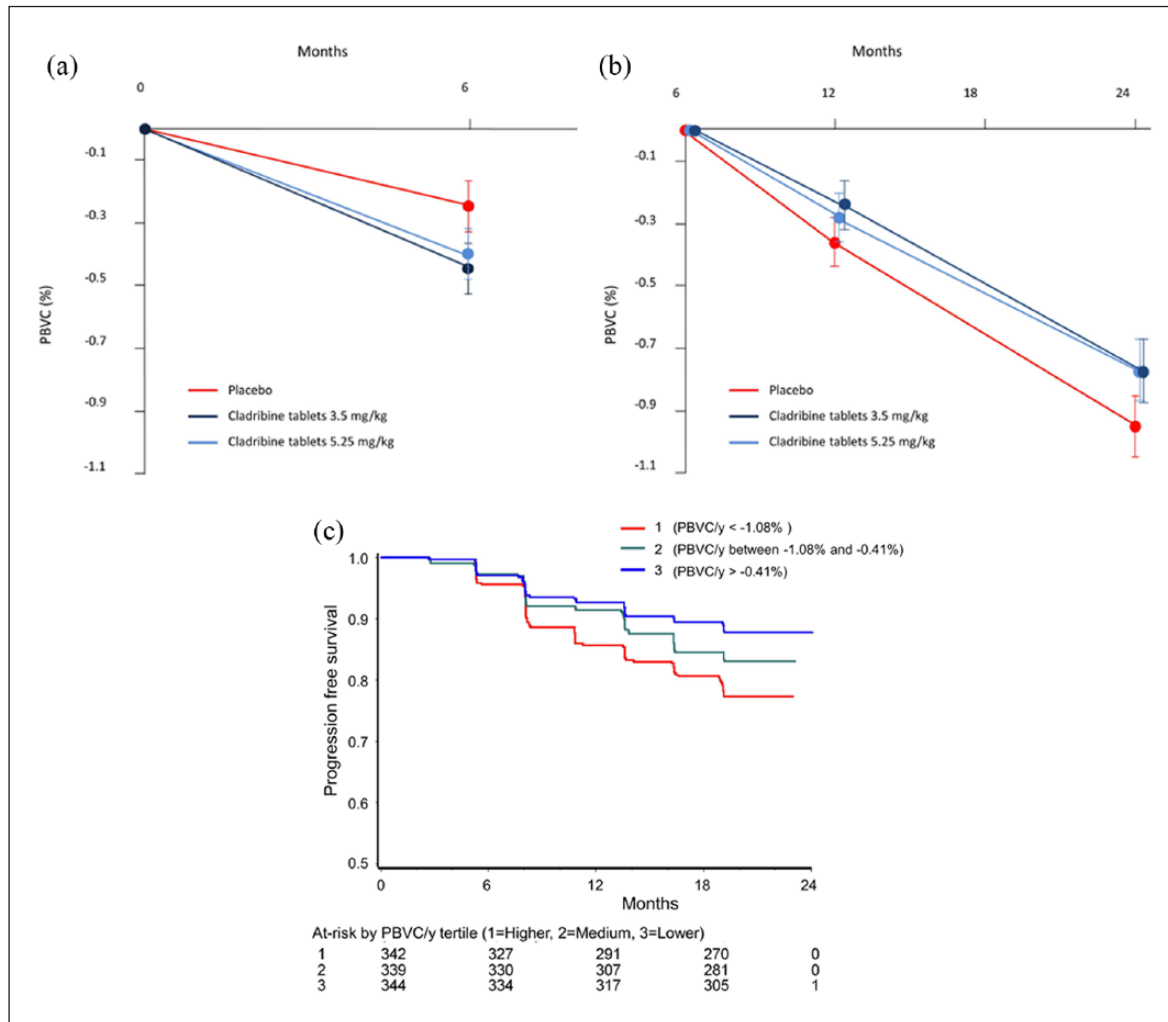 Months
(a)
0 6
-0.1
-0.3
-0.5
-0.7
-0.9
-1.1
PBVC (%)
Placebo
Cladribine tablets 3.5 mg/kg
Cladribine tablets 5.25 mg/kg
Months
(b)
6 12 18 24
-0.1
-0.3
-0.5
-0.7
-0.9
-1.1
PBVC (%)
Placebo
Cladribine tablets 3.5 mg/kg
Cladribine tablets 5.25 mg/kg
(c)
1 (PBVC/y < -1.08% )
2 (PBVC/y between -1.08% and -0.41%)
3 (PBVC/y > -0.41%)
1.0
0.9
0.8
0.7
0.6
0.5
Progression free survival
0 6 12 18 24
Months
At-risk by PBVC/y tertile (1=Higher, 2=Medium, 3=Lower)
1 342 327 291 270 0
2 339 330 307 281 0
3 344 334 317 305 1